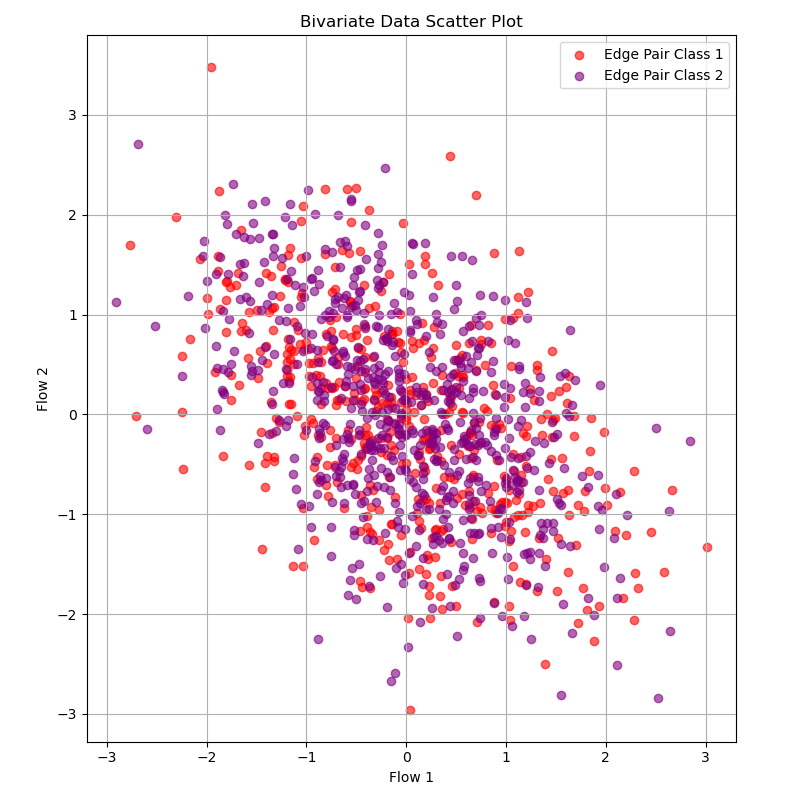 Bivariate Data Scatter Plot
Edge Pair Class 1
Edge Pair Class 2
3
2
1
0
−1
−2
−3
Flow 2
−3 −2 −1 0 1 2 3
Flow 1